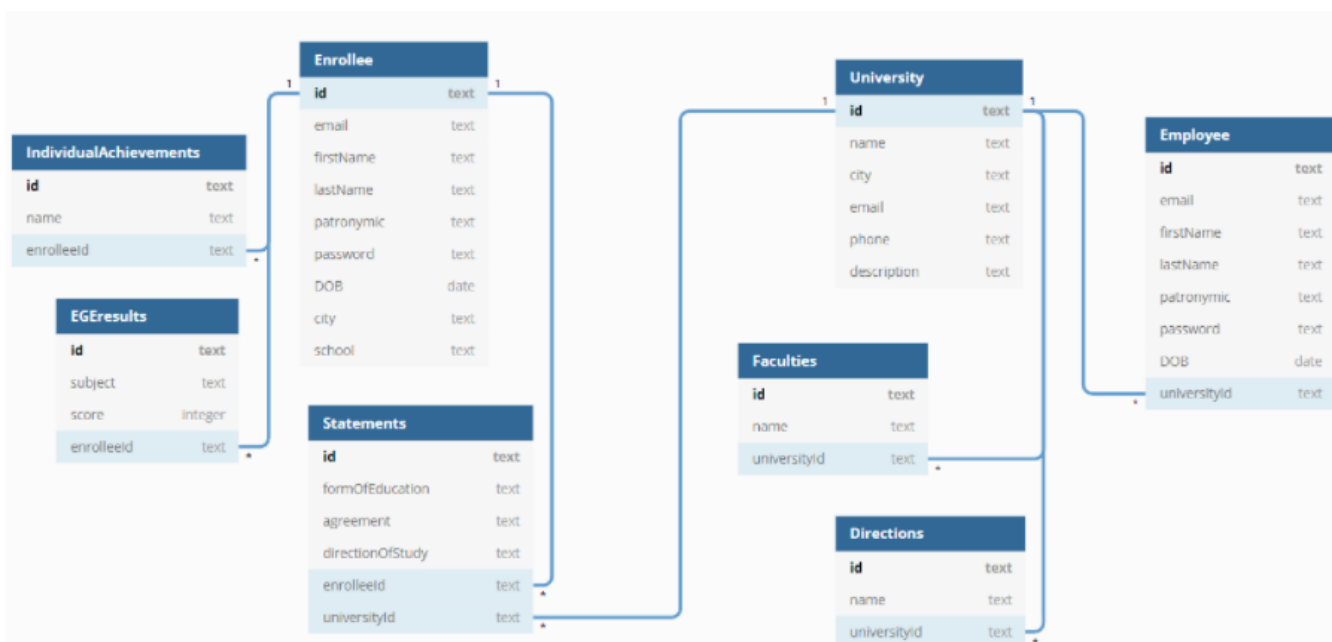 Enrollee
1 1
id text
email text
firstName text
lastName text
patronymic text
password text
DOB date
city text
school text
IndividualAchievements
id text
name text
enrolleeId text
*
EGEresults
id text
subject text
score integer
enrolleeId text
*
Statements
id text
formOfEducation text
agreement text
directionOfStudy text
enrolleeId text
*
universityId text
*
University
1 1
id text
name text
city text
email text
phone text
description text
Faculties
id text
name text
universityId text
*
Directions
id text
name text
universityId text
*
Employee
id text
email text
firstName text
lastName text
patronymic text
password text
DOB date
universityId text
*